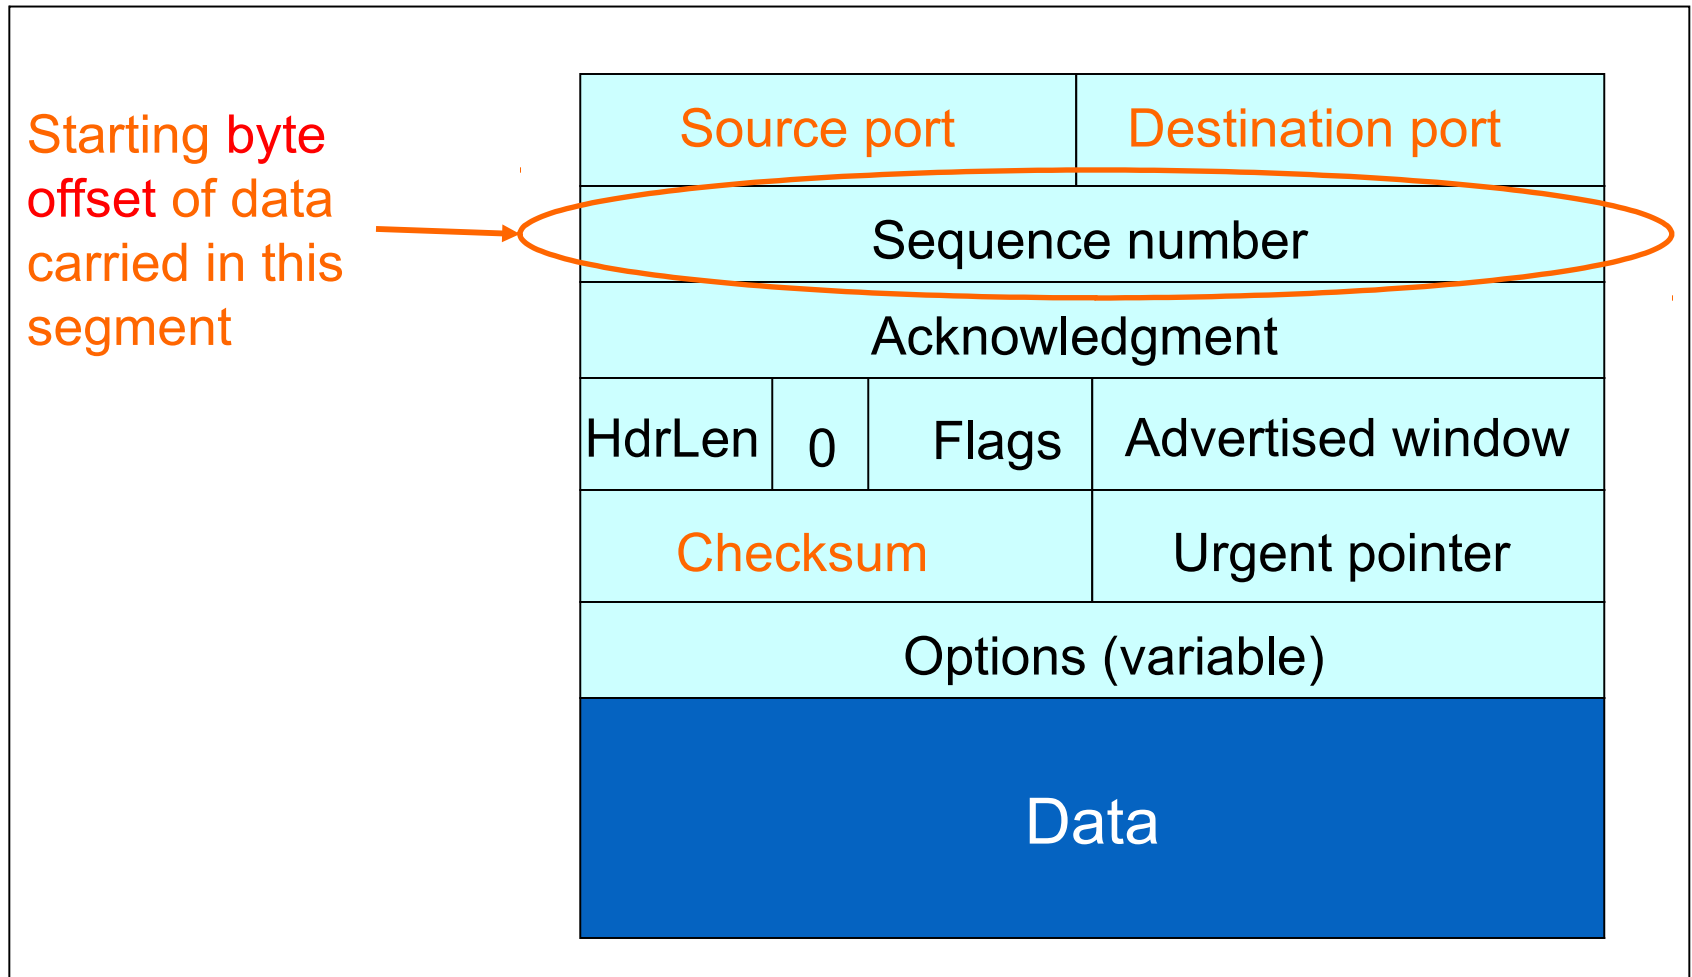 Starting byte
offset of data
carried in this
segment
Source port
Destination port
Sequence number
Acknowledgment
HdrLen
0
Flags
Advertised window
Checksum
Urgent pointer
Options (variable)
Data